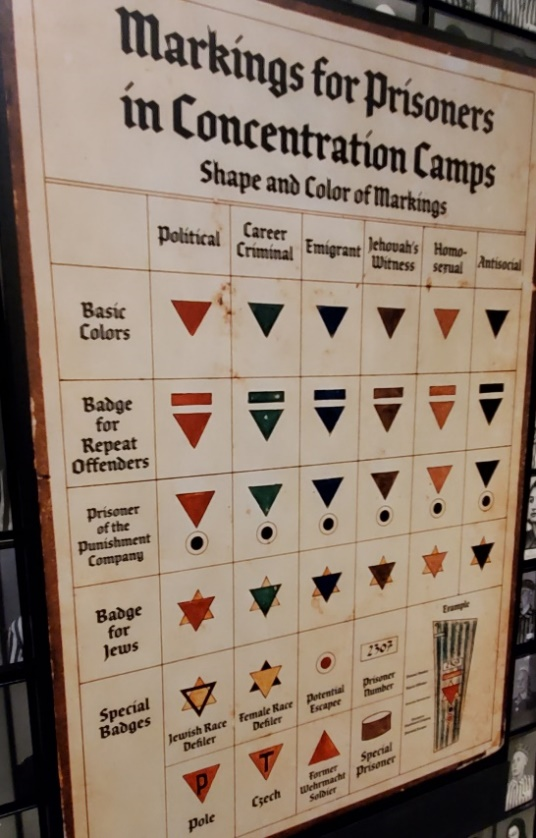 Markings for Prisoners
in Concentration Camps
Shape and Color of Markings
Political
Career
Criminal
Emigrant
Jehovah's
Witness
Homo-
sexual
Antisocial
Basic
Colors
Badge
for
Repeat
Offenders
Prisoner
of the
Punishment
Company
Badge
for
Jews
Special
Badges
Jewish Race
Defiler
Female Race
Defiler
Potential
Escapee
2307
Prisoner
Number
Example
P
Pole
T
Czech
Former
Wehrmacht
Soldier
Special
Prisoner